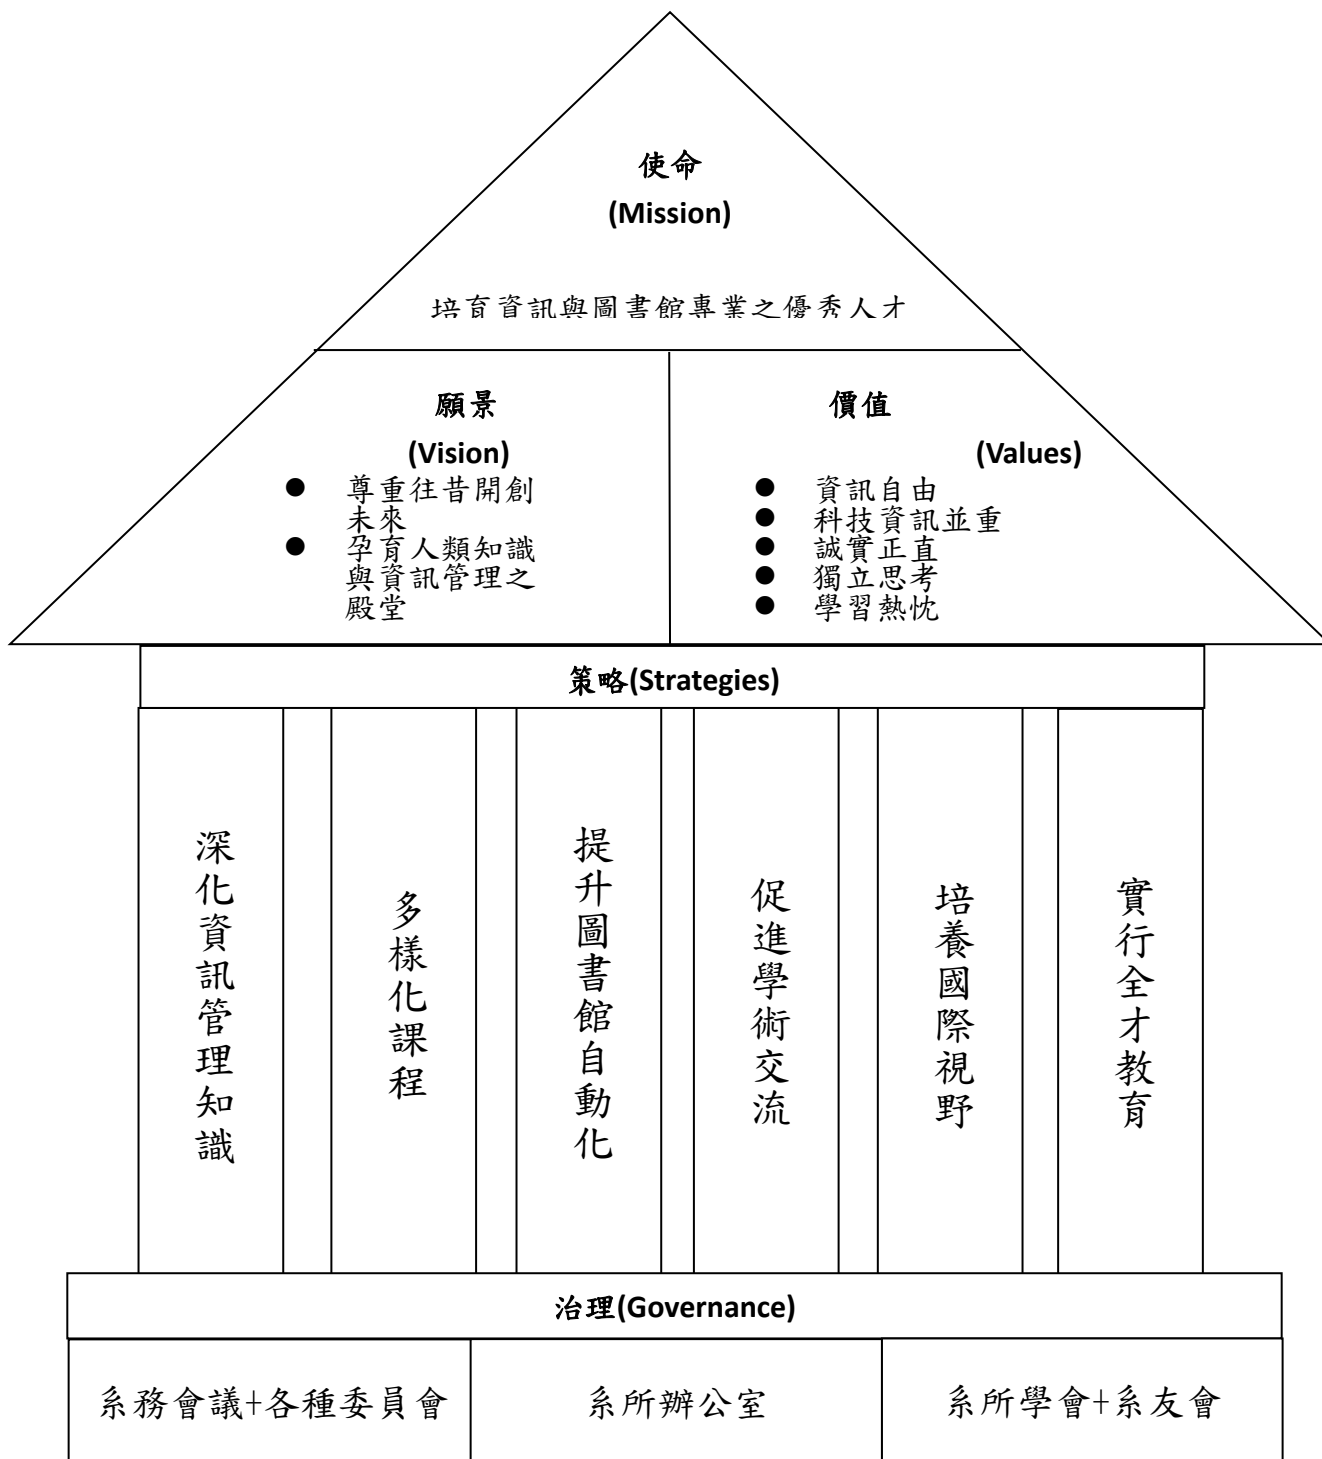 使命
(Mission)
培育資訊與圖書館專業之優秀人才
願景
(Vision)
● 尊重往昔開創
未來
● 孕育人類知識
與資訊管理之
殿堂
價值
(Values)
● 資訊自由
● 科技資訊並重
● 誠實正直
● 獨立思考
● 學習熱忱
策略(Strategies)
深化資訊管理知識
多樣化課程
提升圖書館自動化
促進學術交流
培養國際視野
實行全才教育
治理(Governance)
系務會議+各種委員會
系所辦公室
系所學會+系友會